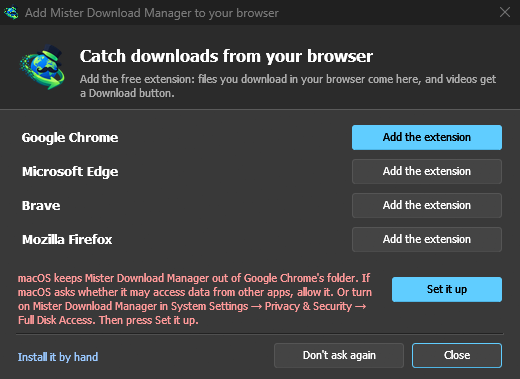 Add Mister Download Manager to your browser
Catch downloads from your browser
Add the free extension: files you download in your browser come here, and videos get
a Download button.
Google Chrome
Add the extension
Microsoft Edge
Add the extension
Brave
Add the extension
Mozilla Firefox
Add the extension
macOS keeps Mister Download Manager out of Google Chrome's folder. If
macOS asks whether it may access data from other apps, allow it. Or turn
on Mister Download Manager in System Settings → Privacy & Security →
Full Disk Access. Then press Set it up.
Set it up
Install it by hand
Don't ask again
Close